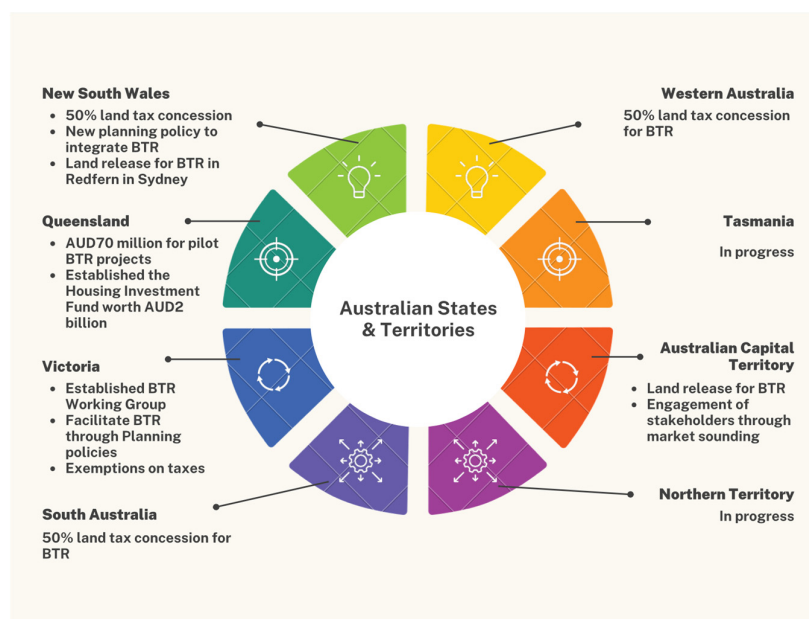 New South Wales
• 50% land tax concession
• New planning policy to
integrate BTR
• Land release for BTR in
Redfern in Sydney
Queensland
• AUD70 million for pilot
BTR projects
• Established the
Housing Investment
Fund worth AUD2
billion
Victoria
• Established BTR
Working Group
• Facilitate BTR
through Planning
policies
• Exemptions on taxes
South Australia
50% land tax concession for
BTR
Australian States
& Territories
Western Australia
50% land tax concession
for BTR
Tasmania
In progress
Australian Capital
Territory
• Land release for BTR
• Engagement of
stakeholders through
market sounding
Northern Territory
In progress